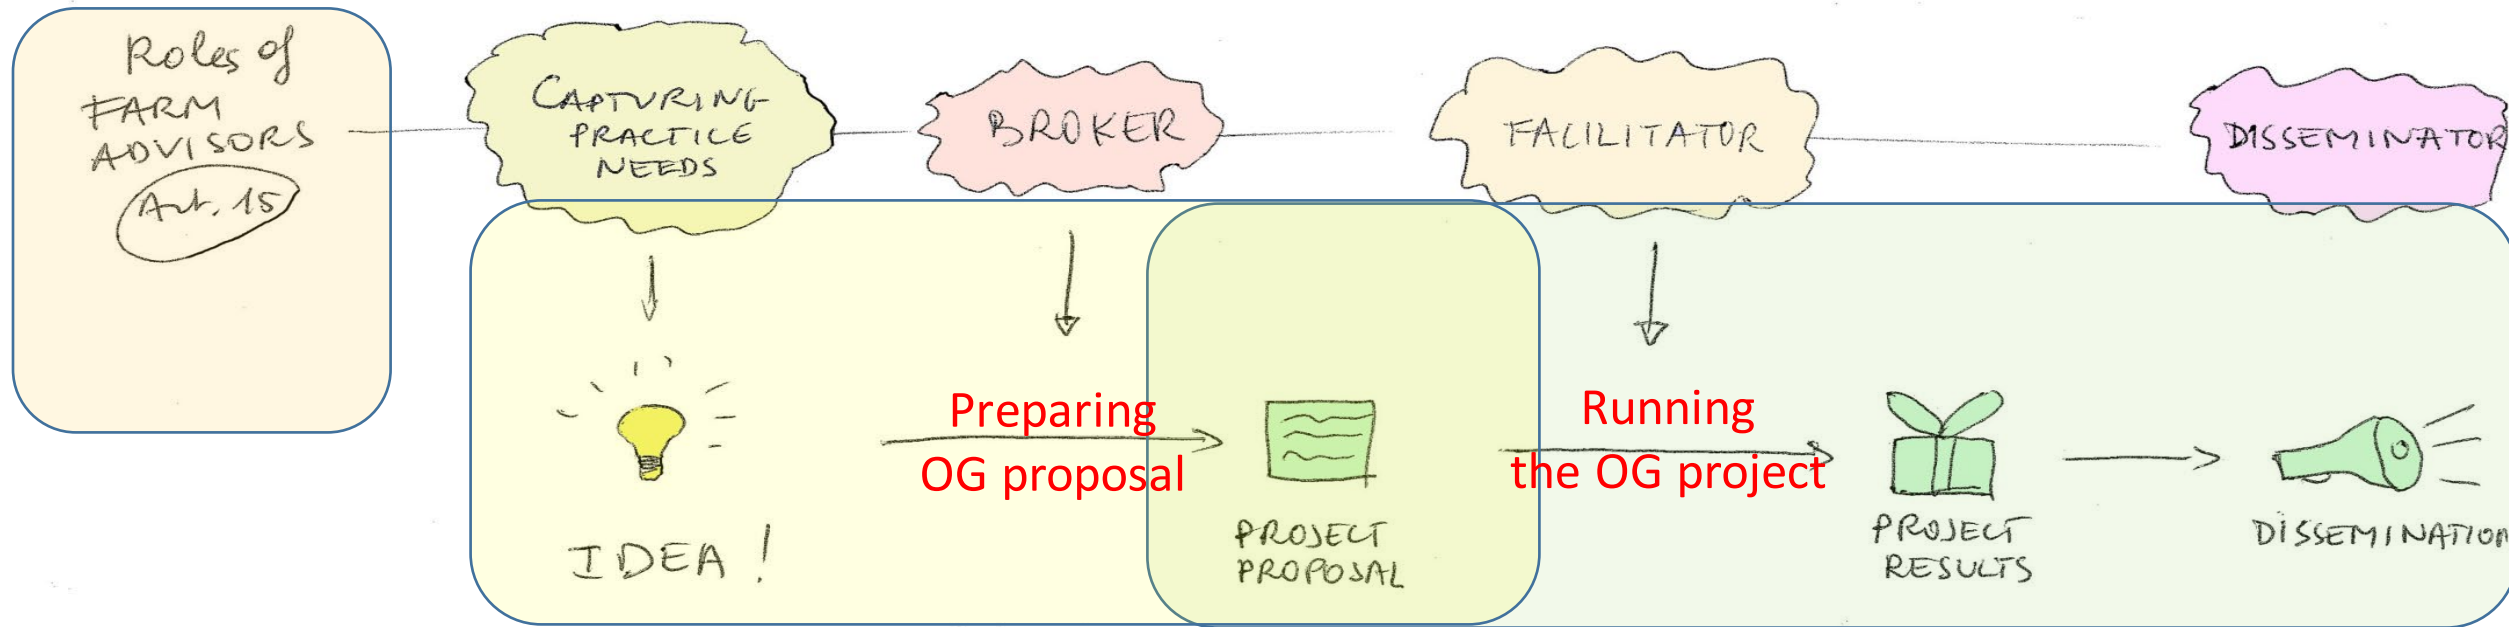 Roles of
FARM
ADVISORS
Art. 15
CAPTURING
PRACTICE
NEEDS
BROKER
FACILITATOR
DISSEMINATOR
Preparing
OG proposal
Running
the OG project
IDEA !
PROJECT
PROPOSAL
PROJECT
RESULTS
DISSEMINATION